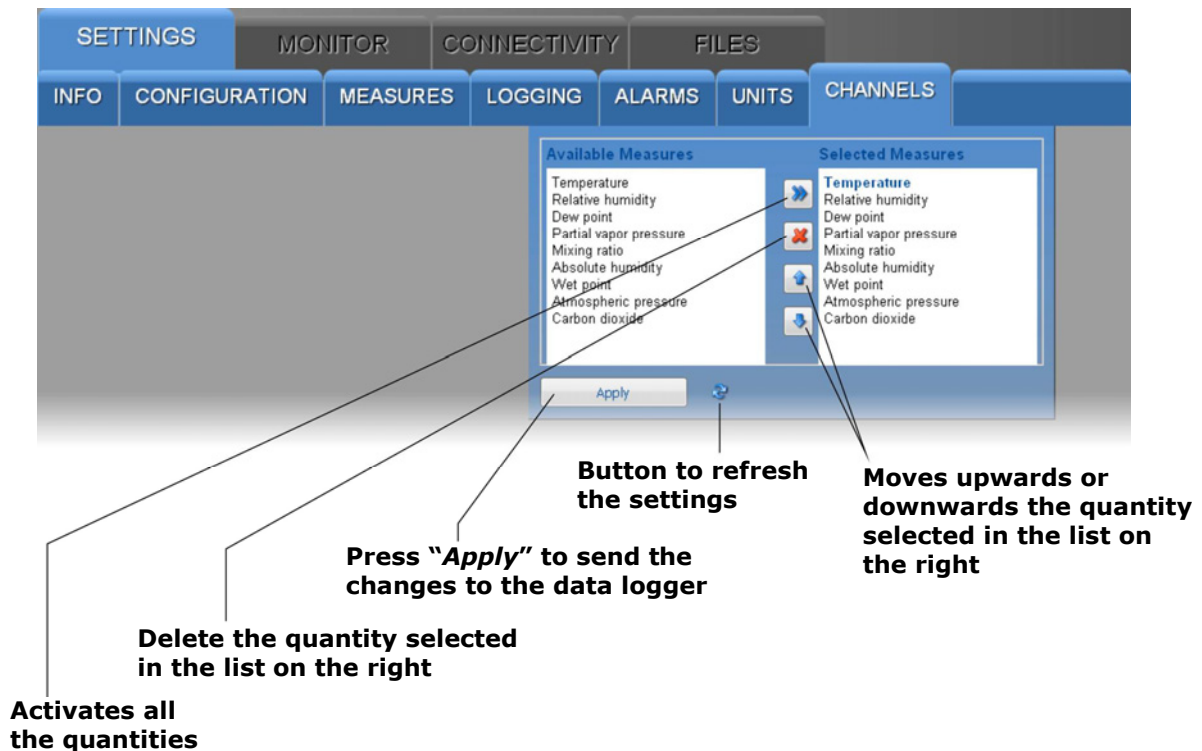 SETTINGS MONITOR CONNECTIVITY FILES
INFO CONFIGURATION MEASURES LOGGING ALARMS UNITS CHANNELS
Available Measures
Temperature
Relative humidity
Dew point
Partial vapor pressure
Mixing ratio
Absolute humidity
Wet point
Atmospheric pressure
Carbon dioxide
Selected Measures
Temperature
Relative humidity
Dew point
Partial vapor pressure
Mixing ratio
Absolute humidity
Wet point
Atmospheric pressure
Carbon dioxide
Apply
Button to refresh
the settings
Moves upwards or
downwards the quantity
selected in the list on
the right
Press “Apply” to send the
changes to the data logger
Delete the quantity selected
in the list on the right
Activates all
the quantities